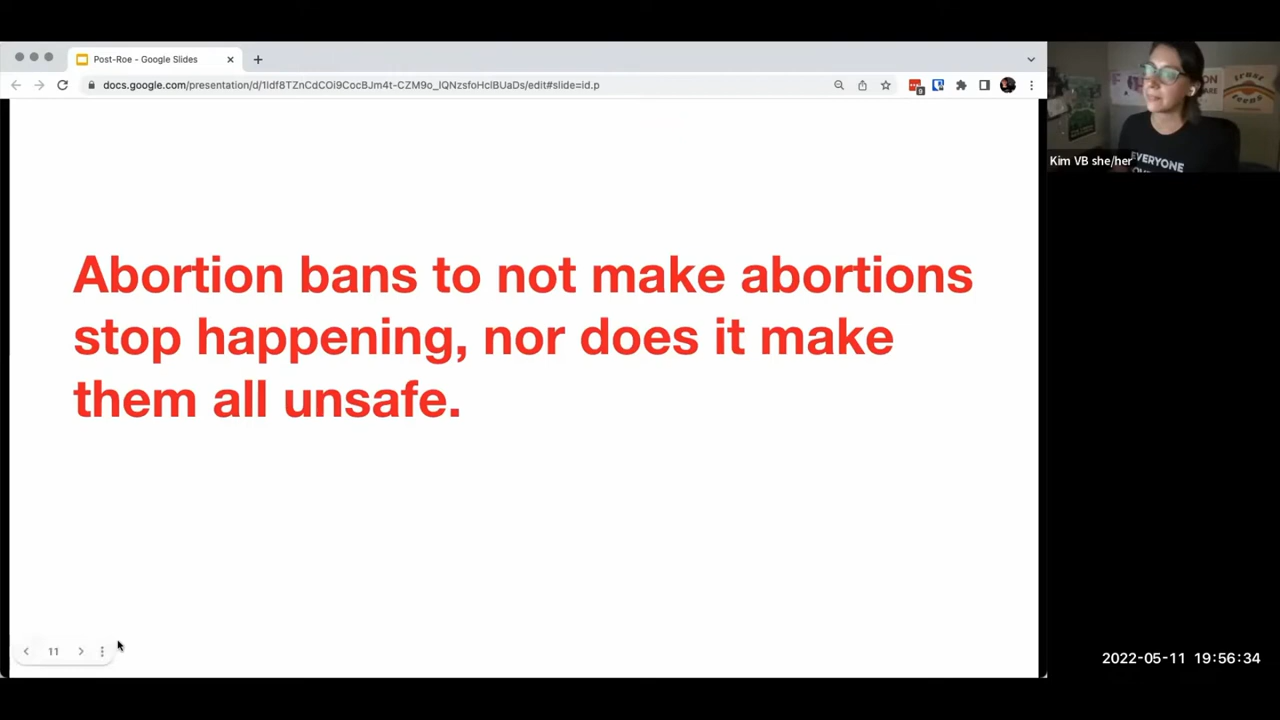 Post-Roe - Google Slides
docs.google.com/presentation/d/1ldf8TZnCdCOi9CocBJm4t-CZM9o_lQNzsfoHclBUaDs/edit#slide=id.p
Abortion bans to not make abortions
stop happening, nor does it make
them all unsafe.
11
trust
teens
Kim VB she/her
EVERYONE
2022-05-11 19:56:34